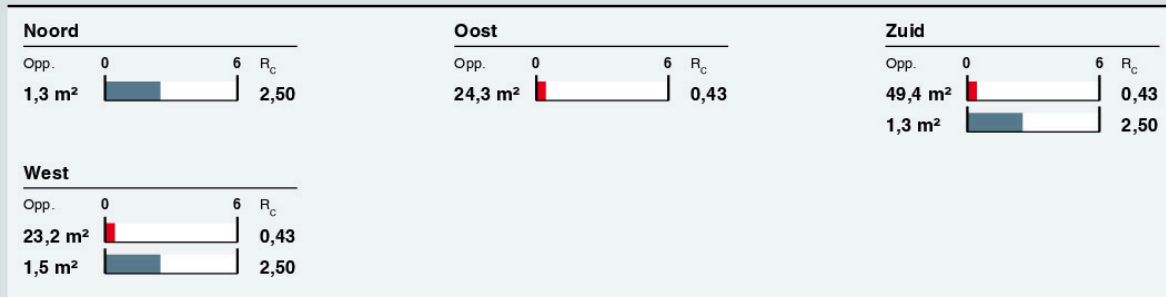 Noord
Opp. 0 6 Rc
1,3 m² 2,50
Oost
Opp. 0 6 Rc
24,3 m² 0,43
Zuid
Opp. 0 6 Rc
49,4 m² 0,43
1,3 m² 2,50
West
Opp. 0 6 Rc
23,2 m² 0,43
1,5 m² 2,50